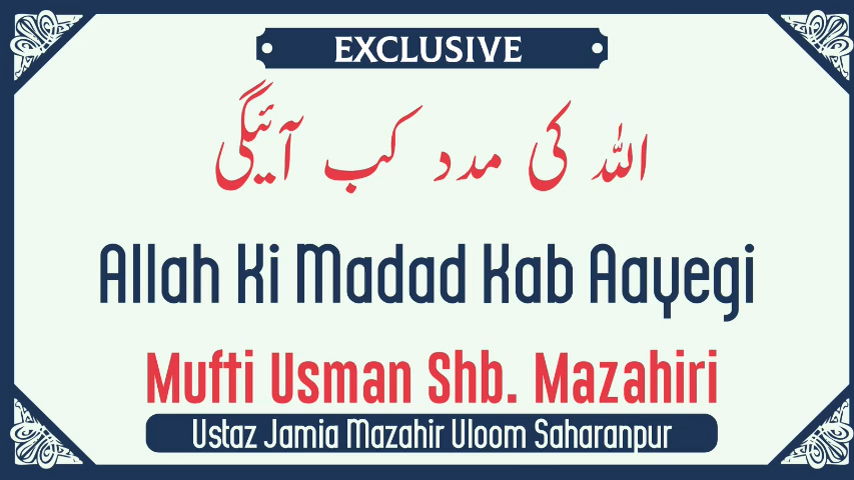 EXCLUSIVE
اللہ کی مدد کب آئیگی
Allah Ki Madad Kab Aayegi
Mufti Usman Shb. Mazahiri
Ustaz Jamia Mazahir Uloom Saharanpur